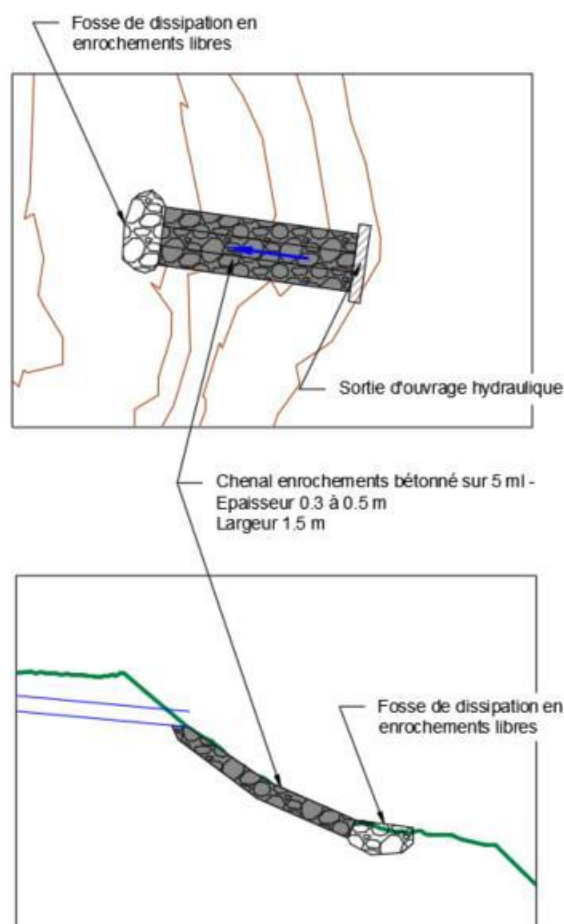 Fosse de dissipation en
enrochements libres
Sortie d'ouvrage hydraulique
Chenal enrochements bétonné sur 5 ml -
Epaisseur 0.3 à 0.5 m
Largeur 1,5 m
Fosse de dissipation en
enrochements libres